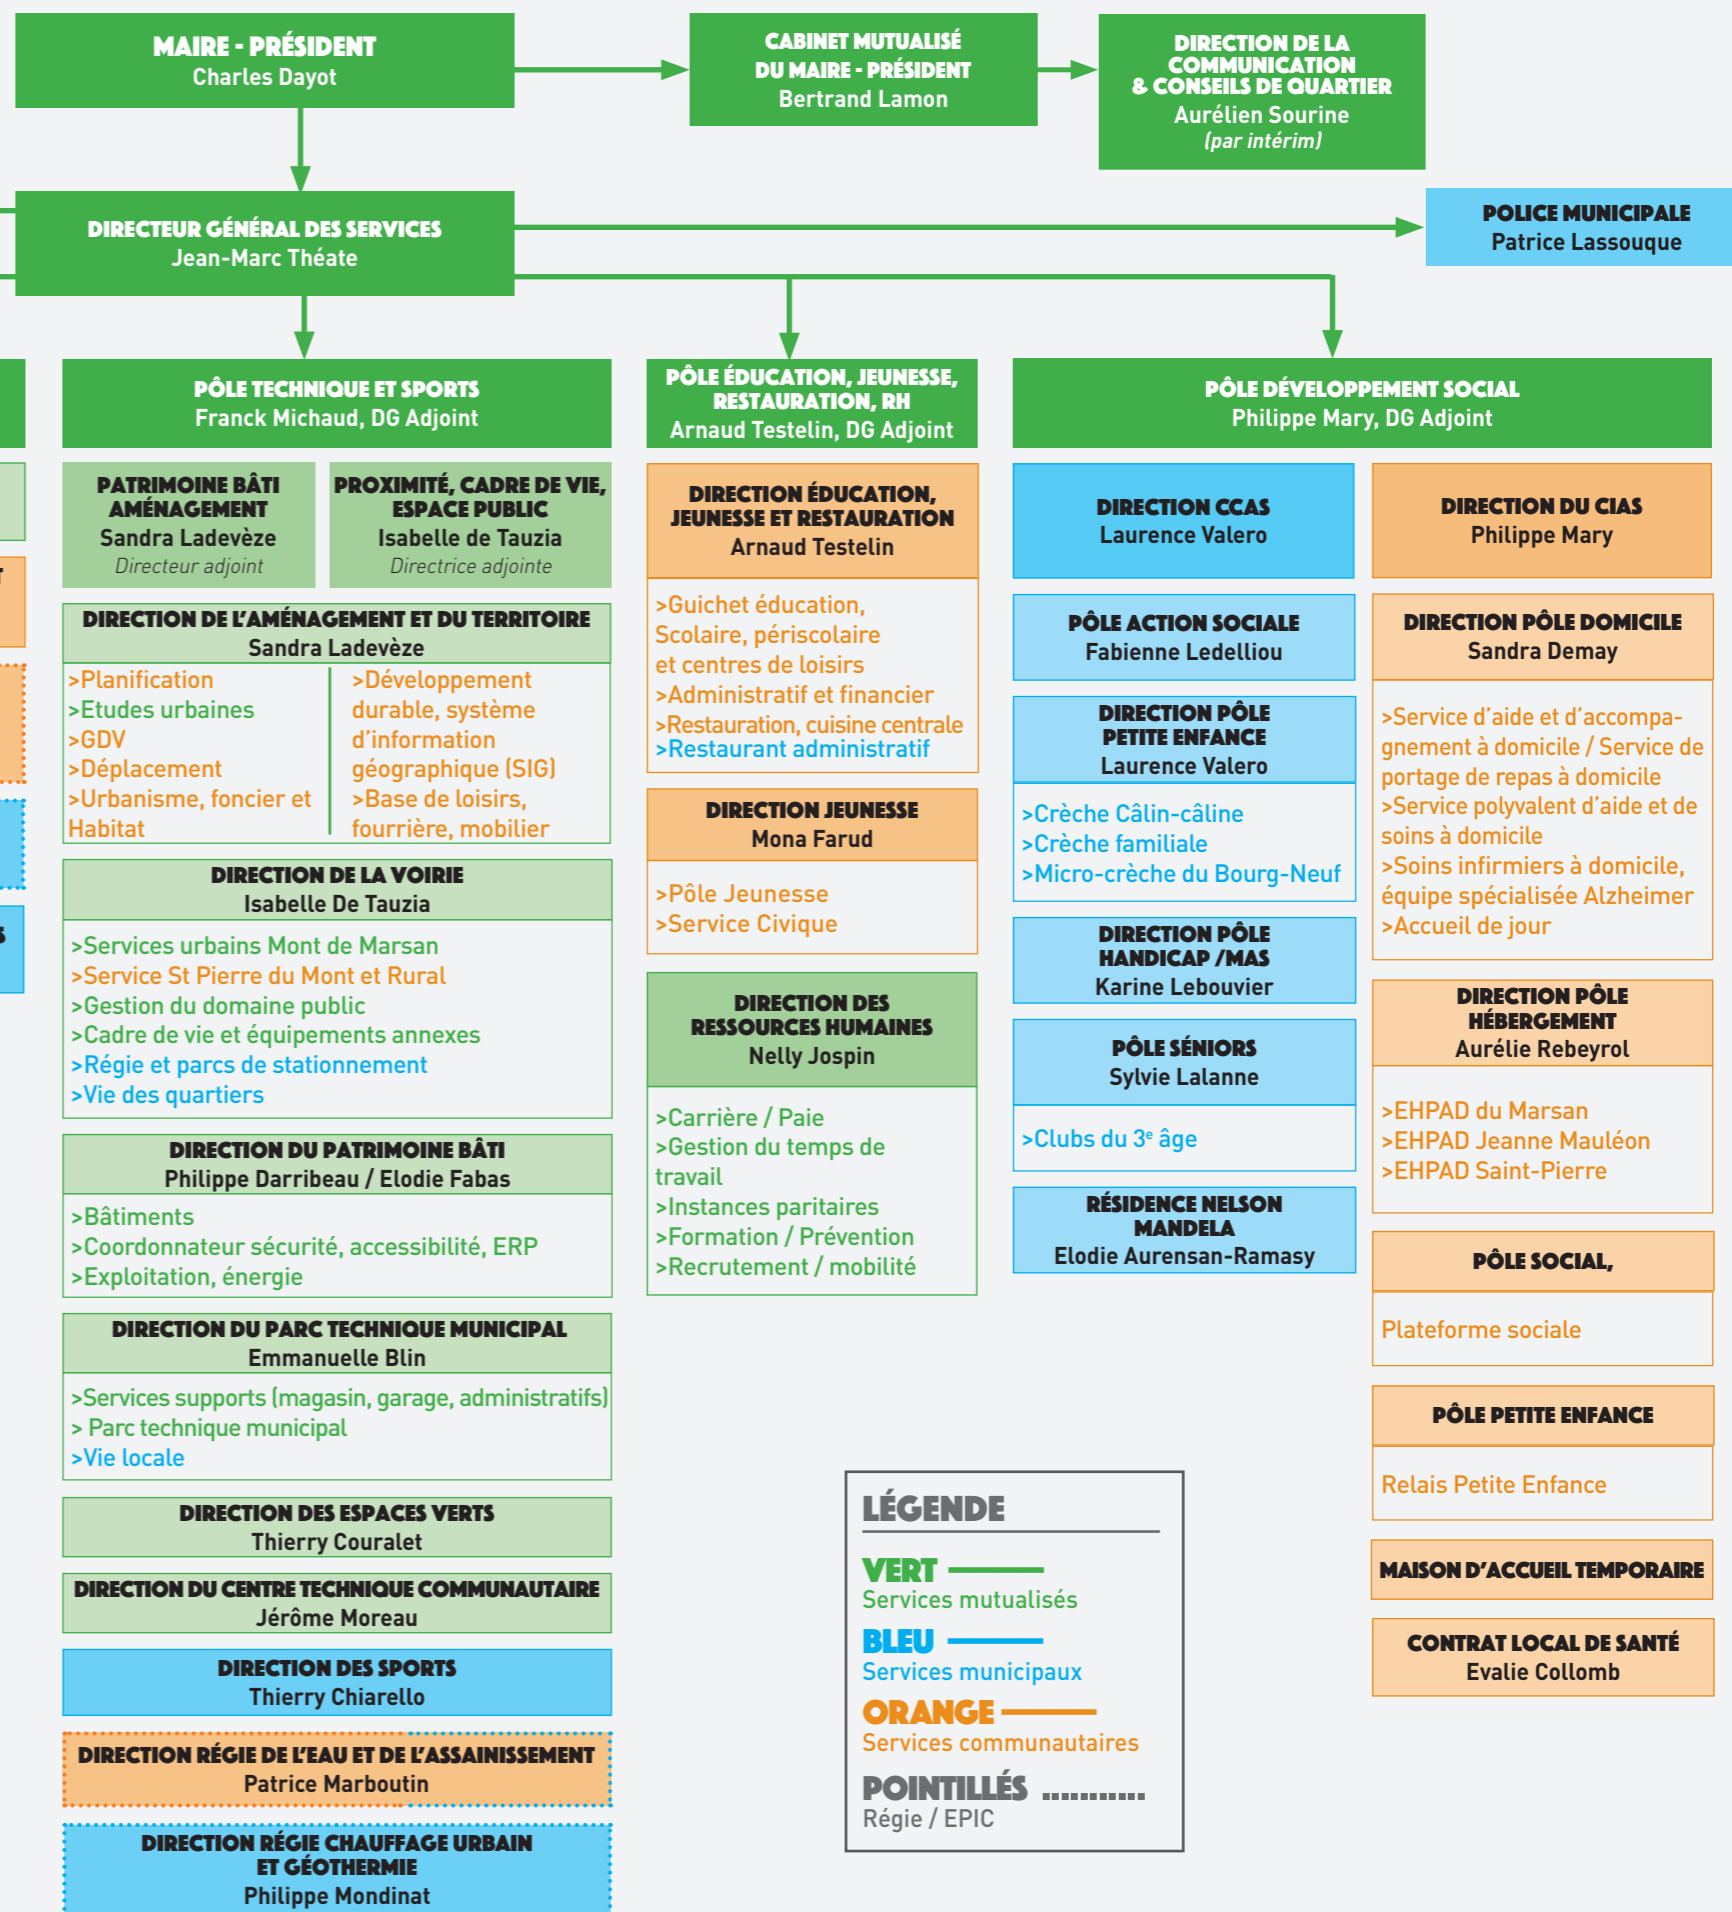 MAIRE - PRÉSIDENT
Charles Dayot
CABINET MUTUALISÉ
DU MAIRE - PRÉSIDENT
Bertrand Lamon
DIRECTION DE LA
COMMUNICATION
& CONSEILS DE QUARTIER
Aurélien Sourine
(par intérim)
DIRECTEUR GÉNÉRAL DES SERVICES
Jean-Marc Théate
POLICE MUNICIPALE
Patrice Lassouque
PÔLE TECHNIQUE ET SPORTS
Franck Michaud, DG Adjoint
PATRIMOINE BÂTI
AMÉNAGEMENT
Sandra Ladevèze
Directeur adjoint
PROXIMITÉ, CADRE DE VIE,
ESPACE PUBLIC
Isabelle de Tauzia
Directrice adjointe
DIRECTION DE L'AMÉNAGEMENT ET DU TERRITOIRE
Sandra Ladevèze
>Planification
>Etudes urbaines
>GDV
>Déplacement
>Urbanisme, foncier et
Habitat
>Développement
durable, système
d'information
géographique (SIG)
>Base de loisirs,
fourrière, mobilier
DIRECTION DE LA VOIRIE
Isabelle De Tauzia
>Services urbains Mont de Marsan
>Service St Pierre du Mont et Rural
>Gestion du domaine public
>Cadre de vie et équipements annexes
>Régie et parcs de stationnement
>Vie des quartiers
DIRECTION DU PATRIMOINE BÂTI
Philippe Darribeau / Elodie Fabas
>Bâtiments
>Coordonnateur sécurité, accessibilité, ERP
>Exploitation, énergie
DIRECTION DU PARC TECHNIQUE MUNICIPAL
Emmanuelle Blin
>Services supports (magasin, garage, administratifs)
> Parc technique municipal
>Vie locale
DIRECTION DES ESPACES VERTS
Thierry Couralet
DIRECTION DU CENTRE TECHNIQUE COMMUNAUTAIRE
Jérôme Moreau
DIRECTION DES SPORTS
Thierry Chiarello
DIRECTION RÉGIE DE L'EAU ET DE L'ASSAINISSEMENT
Patrice Marboutin
DIRECTION RÉGIE CHAUFFAGE URBAIN
ET GÉOTHERMIE
Philippe Mondinat
PÔLE ÉDUCATION, JEUNESSE,
RESTAURATION, RH
Arnaud Testelin, DG Adjoint
DIRECTION ÉDUCATION,
JEUNESSE ET RESTAURATION
Arnaud Testelin
>Guichet éducation,
Scolaire, périscolaire
et centres de loisirs
>Administratif et financier
>Restauration, cuisine centrale
>Restaurant administratif
DIRECTION JEUNESSE
Mona Farud
>Pôle Jeunesse
>Service Civique
DIRECTION DES
RESSOURCES HUMAINES
Nelly Jospin
>Carrière / Paie
>Gestion du temps de
travail
>Instances paritaires
>Formation / Prévention
>Recrutement / mobilité
PÔLE DÉVELOPPEMENT SOCIAL
Philippe Mary, DG Adjoint
DIRECTION CCAS
Laurence Valero
PÔLE ACTION SOCIALE
Fabienne Ledelliou
DIRECTION PÔLE
PETITE ENFANCE
Laurence Valero
>Crèche Câlin-câline
>Crèche familiale
>Micro-crèche du Bourg-Neuf
DIRECTION PÔLE
HANDICAP /MAS
Karine Lebouvier
PÔLE SÉNIORS
Sylvie Lalanne
>Clubs du 3e âge
RÉSIDENCE NELSON
MANDELA
Elodie Aurensan-Ramasy
DIRECTION DU CIAS
Philippe Mary
DIRECTION PÔLE DOMICILE
Sandra Demay
>Service d'aide et d'accompa-
gnement à domicile / Service de
portage de repas à domicile
>Service polyvalent d'aide et de
soins à domicile
>Soins infirmiers à domicile,
équipe spécialisée Alzheimer
>Accueil de jour
DIRECTION PÔLE
HÉBERGEMENT
Aurélie Rebeyrol
>EHPAD du Marsan
>EHPAD Jeanne Mauléon
>EHPAD Saint-Pierre
PÔLE SOCIAL,
Plateforme sociale
PÔLE PETITE ENFANCE
Relais Petite Enfance
MAISON D'ACCUEIL TEMPORAIRE
CONTRAT LOCAL DE SANTÉ
Evalie Collomb
LÉGENDE
VERT
Services mutualisés
BLEU
Services municipaux
ORANGE
Services communautaires
POINTILLÉS
Régie / EPIC